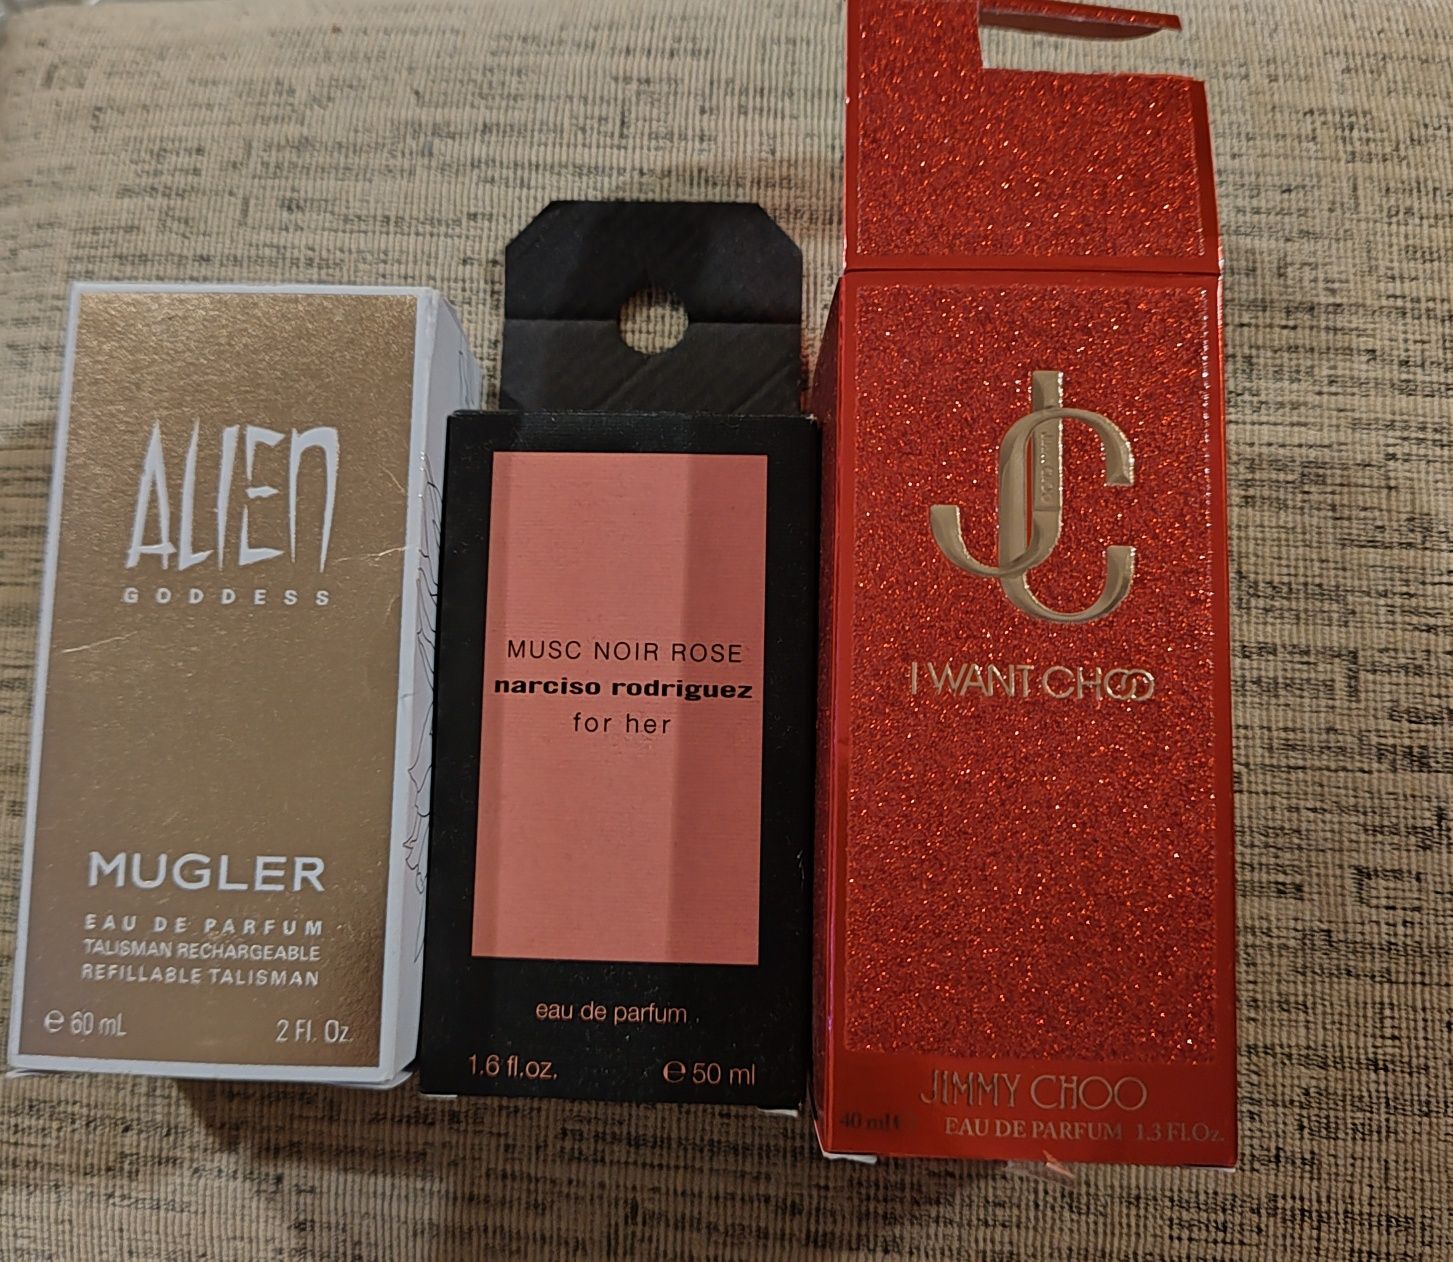 ALIEN
GODDESS
MUGLER
EAU DE PARFUM
TALISMAN RECHARGEABLE
REFILLABLE TALISMAN
℮ 60 mL 2 Fl. Oz.
MUSC NOIR ROSE
narciso rodriguez
for her
eau de parfum
1.6 fl.oz. ℮ 50 ml
JC
I WANT CHOO
JIMMY CHOO
40 ml ℮ EAU DE PARFUM 1.3 Fl.Oz.